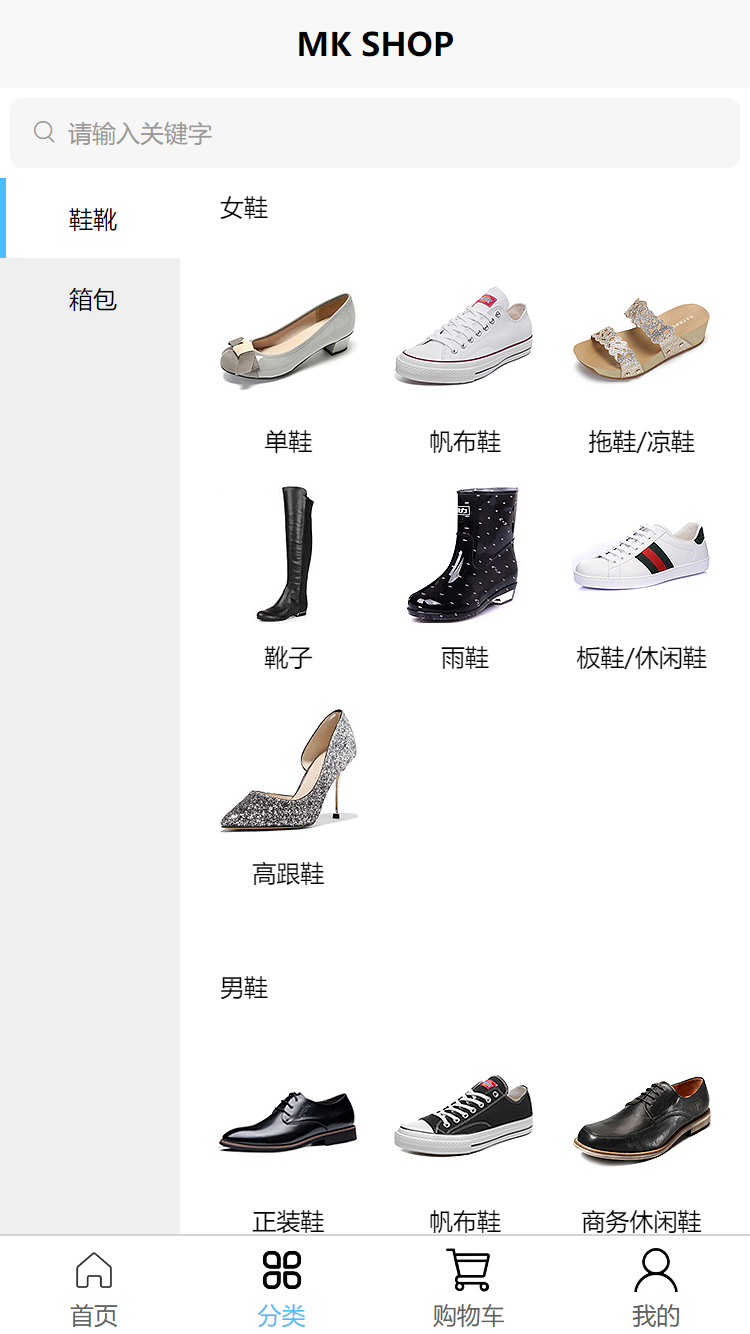 MK SHOP
请输入关键字
鞋靴
箱包
女鞋
单鞋 帆布鞋 拖鞋/凉鞋
靴子 雨鞋 板鞋/休闲鞋
高跟鞋
男鞋
正装鞋 帆布鞋 商务休闲鞋
首页 分类 购物车 我的